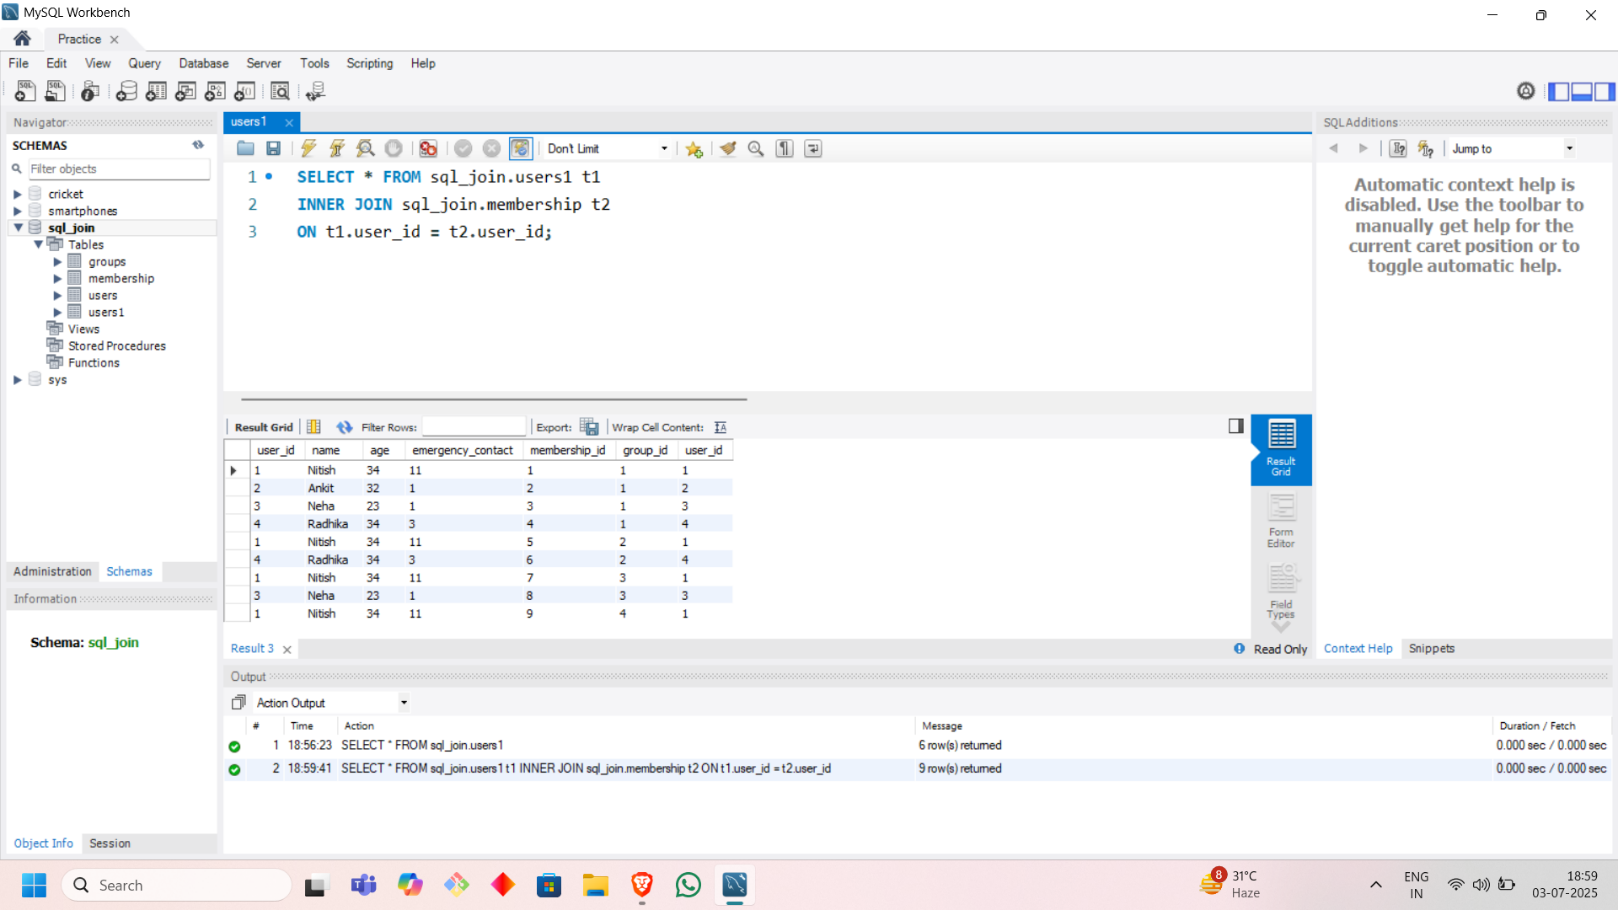 MySQL Workbench
Practice
File Edit View Query Database Server Tools Scripting Help
Navigator
SCHEMAS
Filter objects
cricket
smartphones
sql_join
Tables
groups
membership
users
users1
Views
Stored Procedures
Functions
sys
Administration Schemas
Information
Schema: sql_join
Object Info Session
users1
Don't Limit
1 SELECT * FROM sql_join.users1 t1
2 INNER JOIN sql_join.membership t2
3 ON t1.user_id = t2.user_id;
Result Grid Filter Rows: Export: Wrap Cell Content:
user_id name age emergency_contact membership_id group_id user_id
1 Nitish 34 11 1 1 1
2 Ankit 32 1 2 1 2
3 Neha 23 1 3 1 3
4 Radhika 34 3 4 1 4
1 Nitish 34 11 5 2 1
4 Radhika 34 3 6 2 4
1 Nitish 34 11 7 3 1
3 Neha 23 1 8 3 3
1 Nitish 34 11 9 4 1
Result
Grid
Form
Editor
Field
Types
Result 3
Read Only
SQLAdditions
Jump to
Automatic context help is
disabled. Use the toolbar to
manually get help for the
current caret position or to
toggle automatic help.
Context Help Snippets
Output
Action Output
# Time Action Message Duration / Fetch
1 18:56:23 SELECT * FROM sql_join.users1 6 row(s) returned 0.000 sec / 0.000 sec
2 18:59:41 SELECT * FROM sql_join.users1 t1 INNER JOIN sql_join.membership t2 ON t1.user_id = t2.user_id 9 row(s) returned 0.000 sec / 0.000 sec
Search
8
31°C
Haze
ENG
IN
18:59
03-07-2025